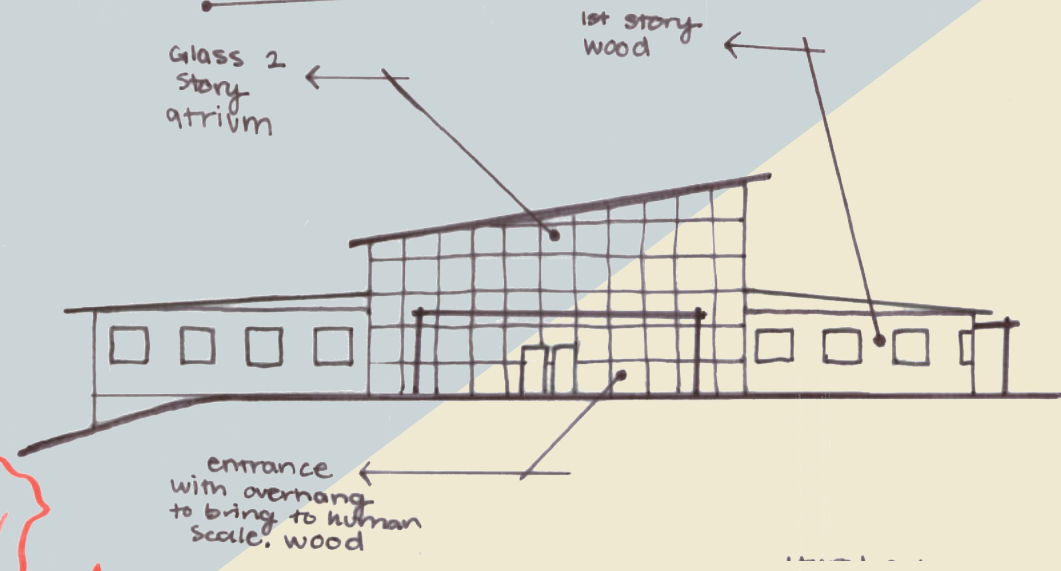 Glass 2
story
atrium
1st story
wood
entrance
with overhang
to bring to human
scale. wood